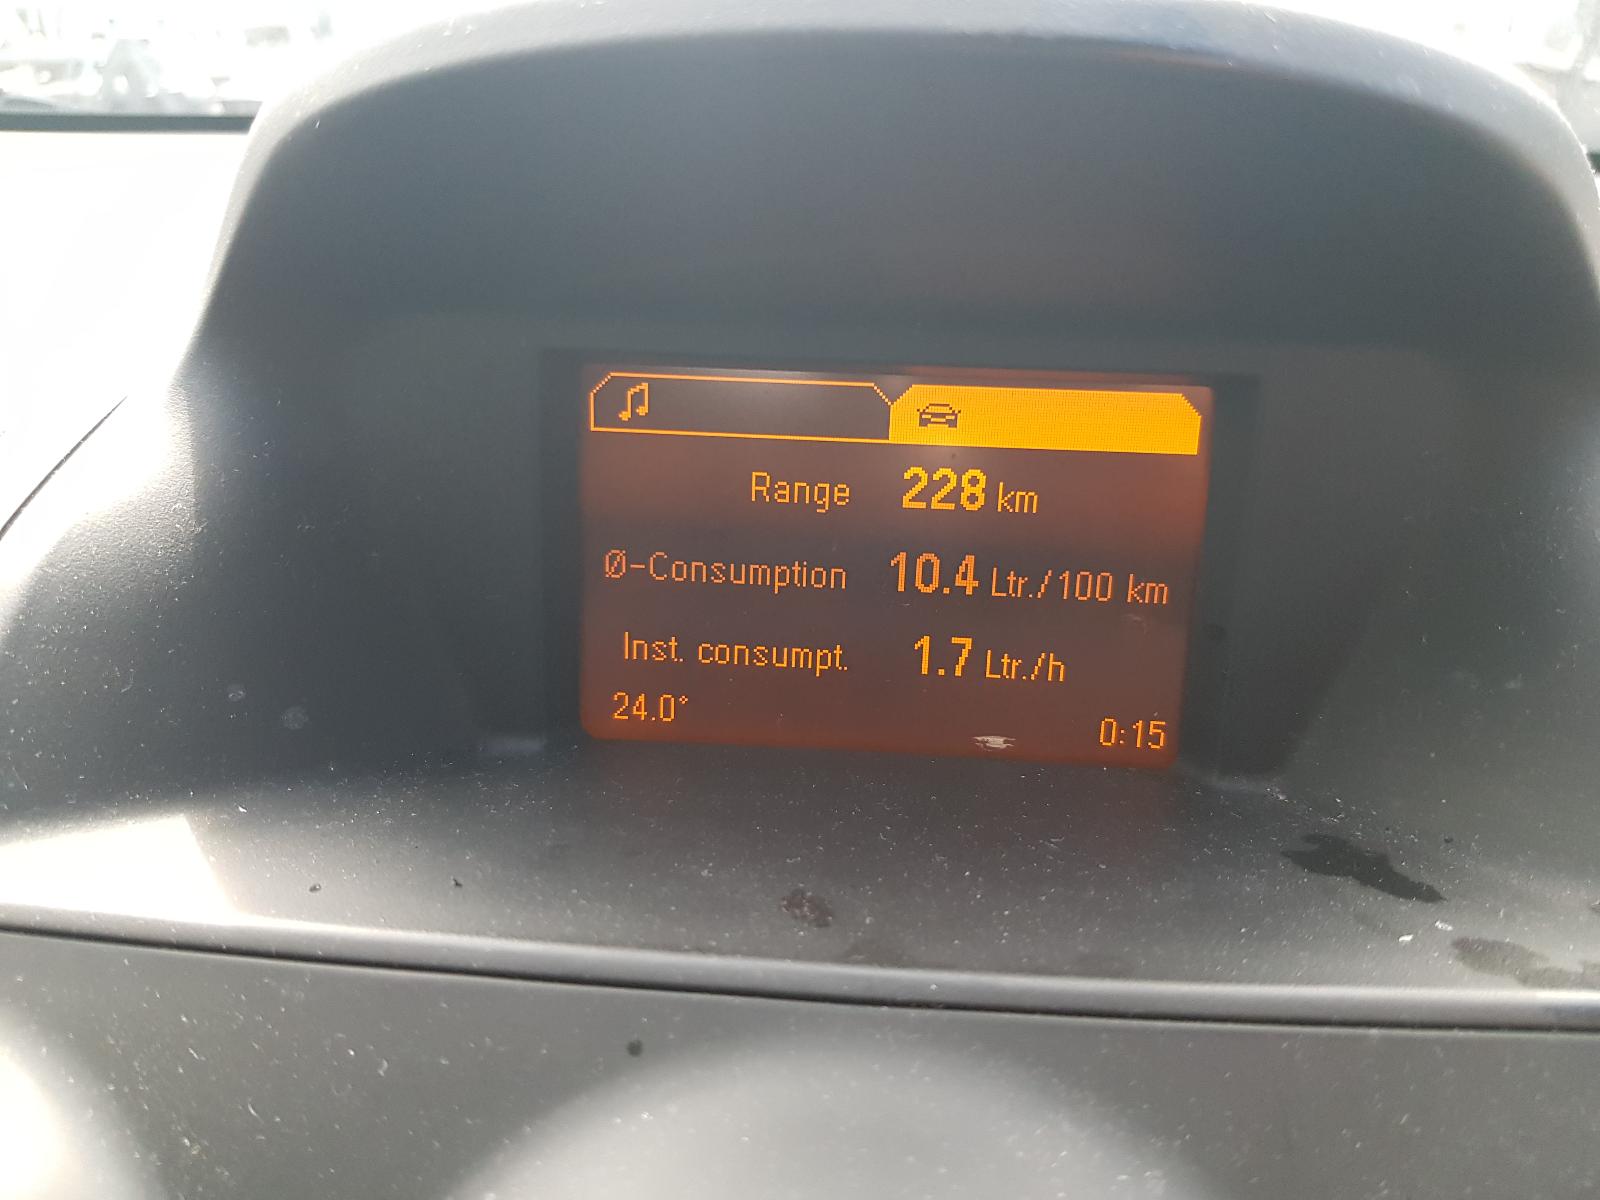 Range 228 km
Ø-Consumption 10.4 Ltr./100 km
Inst. consumpt. 1.7 Ltr./h
24.0° 0:15